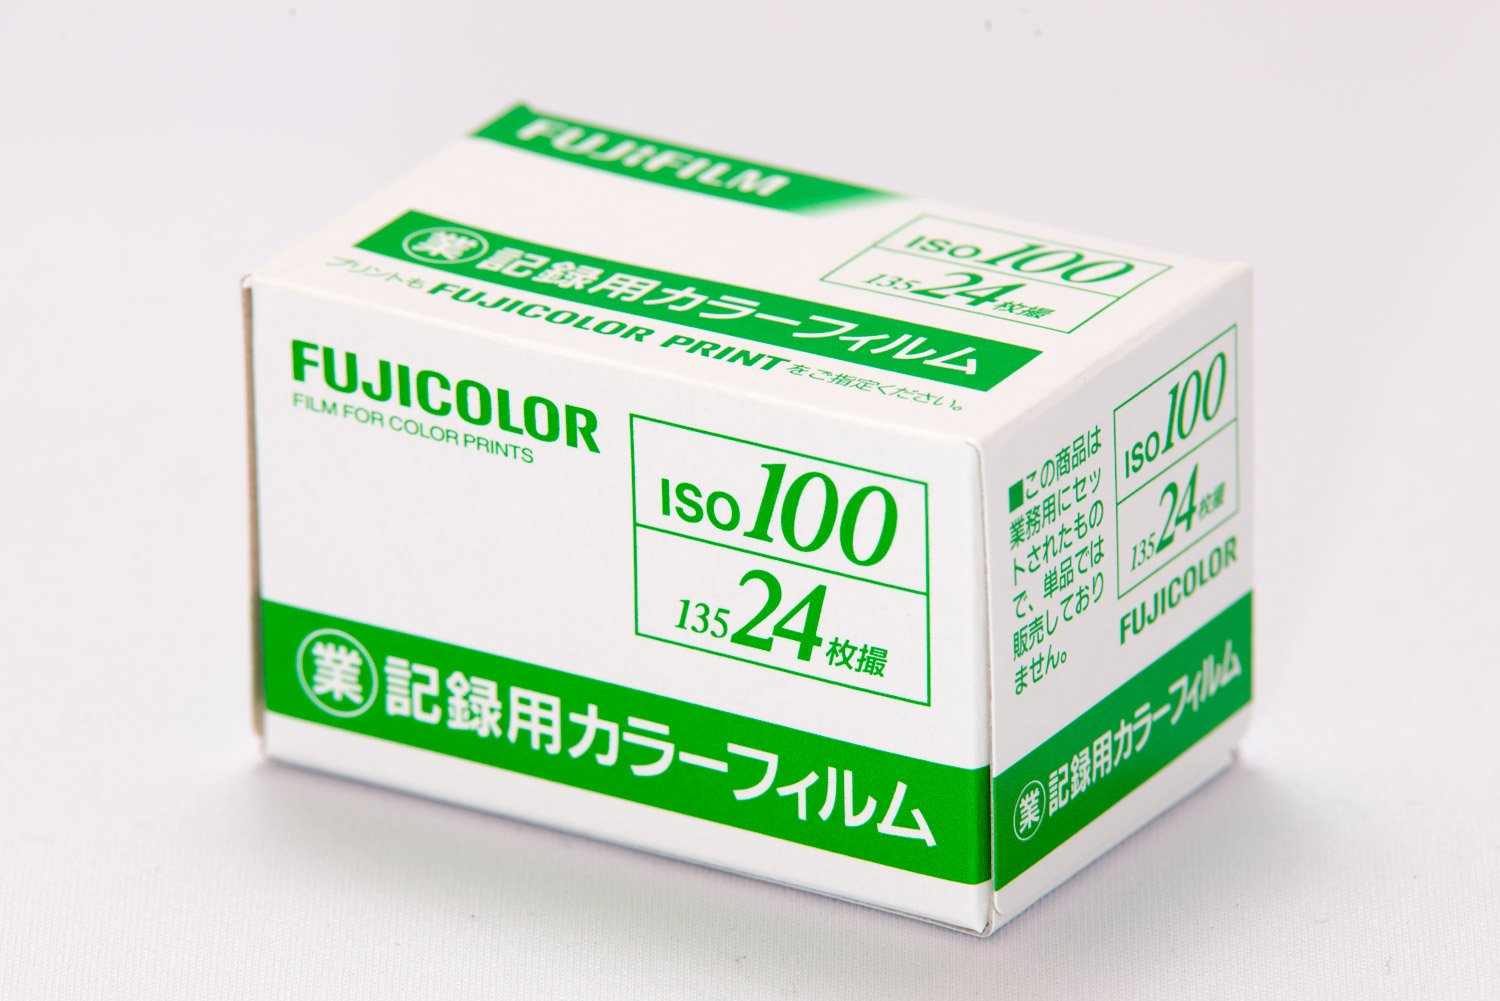 FUJIFILM
業 記録用カラーフィルム
プリントも FUJICOLOR PRINT をご指定ください。
ISO 100
135 24 枚撮
FUJICOLOR
FILM FOR COLOR PRINTS
ISO 100
135 24 枚撮
業 記録用カラーフィルム
■この商品は
業務用にセッ
トされたもの
で、単品では
販売しており
ません。
ISO 100
135 24 枚撮
FUJICOLOR
業 記録用カラーフィルム